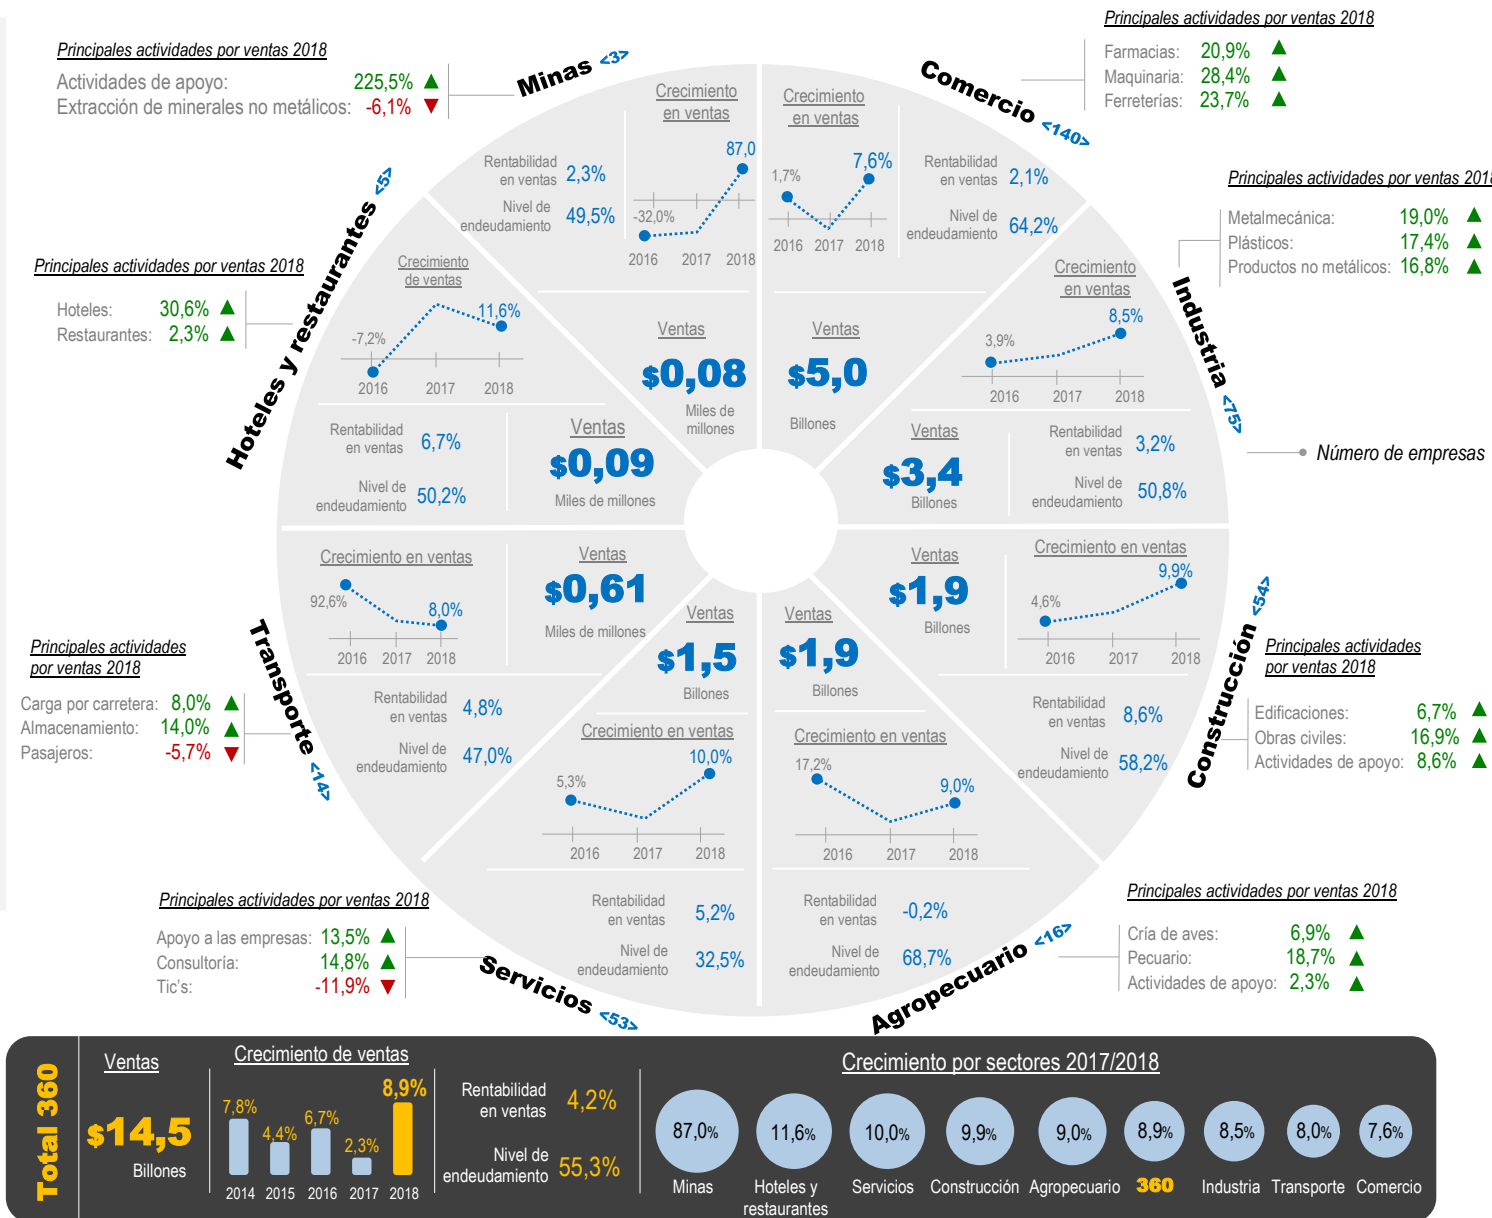 Principales actividades por ventas 2018
Actividades de apoyo: 225,5% ▲
Extracción de minerales no metálicos: -6,1% ▼
Minas <3>
Crecimiento
en ventas
87,0
-32,0%
2016 2017 2018
Rentabilidad
en ventas 2,3%
Nivel de
endeudamiento 49,5%
Ventas
$0,08
Miles de
millones
Principales actividades por ventas 2018
Farmacias: 20,9% ▲
Maquinaria: 28,4% ▲
Ferreterías: 23,7% ▲
Comercio <140>
Crecimiento
en ventas
1,7%
7,6%
2016 2017 2018
Rentabilidad
en ventas 2,1%
Nivel de
endeudamiento 64,2%
Ventas
$5,0
Billones
Principales actividades por ventas 2018
Metalmecánica: 19,0% ▲
Plásticos: 17,4% ▲
Productos no metálicos: 16,8% ▲
Industria <75>
Crecimiento
en ventas
3,9%
8,5%
2016 2017 2018
Ventas
$3,4
Billones
Rentabilidad
en ventas 3,2%
Nivel de
endeudamiento 50,8%
Número de empresas
Principales actividades por ventas 2018
Hoteles: 30,6% ▲
Restaurantes: 2,3% ▲
Hoteles y restaurantes <5>
Crecimiento
de ventas
-7,2%
11,6%
2016 2017 2018
Rentabilidad
en ventas 6,7%
Nivel de
endeudamiento 50,2%
Ventas
$0,09
Miles de millones
Crecimiento en ventas
92,6%
8,0%
2016 2017 2018
Ventas
$0,61
Miles de millones
Rentabilidad
en ventas 4,8%
Nivel de
endeudamiento 47,0%
Transporte <14>
Principales actividades
por ventas 2018
Carga por carretera: 8,0% ▲
Almacenamiento: 14,0% ▲
Pasajeros: -5,7% ▼
Ventas
$1,9
Billones
Crecimiento en ventas
4,6%
9,9%
2016 2017 2018
Rentabilidad
en ventas 8,6%
Nivel de
endeudamiento 58,2%
Construcción <54>
Principales actividades
por ventas 2018
Edificaciones: 6,7% ▲
Obras civiles: 16,9% ▲
Actividades de apoyo: 8,6% ▲
Ventas
$1,5
Billones
Crecimiento en ventas
5,3%
10,0%
2016 2017 2018
Rentabilidad
en ventas 5,2%
Nivel de
endeudamiento 32,5%
Servicios <53>
Principales actividades por ventas 2018
Apoyo a las empresas: 13,5% ▲
Consultoría: 14,8% ▲
Tic's: -11,9% ▼
Ventas
$1,9
Billones
Crecimiento en ventas
17,2%
9,0%
2016 2017 2018
Rentabilidad
en ventas -0,2%
Nivel de
endeudamiento 68,7%
Agropecuario <16>
Principales actividades por ventas 2018
Cría de aves: 6,9% ▲
Pecuario: 18,7% ▲
Actividades de apoyo: 2,3% ▲
Total 360
Ventas
$14,5
Billones
Crecimiento de ventas
7,8% 4,4% 6,7% 2,3% 8,9%
2014 2015 2016 2017 2018
Rentabilidad
en ventas 4,2%
Nivel de
endeudamiento 55,3%
Crecimiento por sectores 2017/2018
87,0% 11,6% 10,0% 9,9% 9,0% 8,9% 8,5% 8,0% 7,6%
Minas Hoteles y Servicios Construcción Agropecuario 360 Industria Transporte Comercio
restaurantes